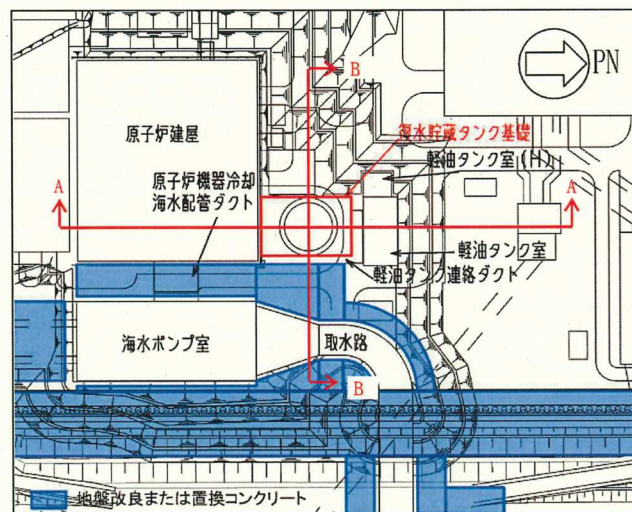 B
PN
復水貯蔵タンク基礎
原子炉建屋
軽油タンク室(H)
原子炉機器冷却
海水配管ダクト
A
A
軽油タンク室
軽油タンク連絡ダクト
海水ポンプ室
取水路
B
地盤改良または置換コンクリート